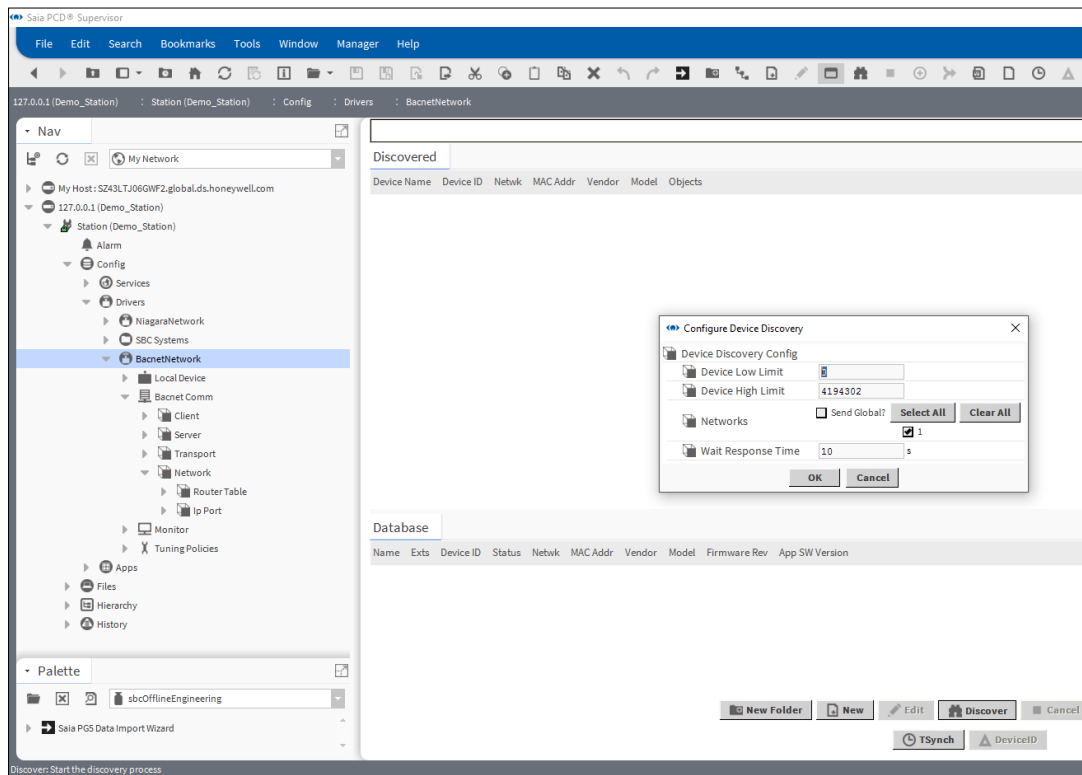 Saia PCD® Supervisor
File Edit Search Bookmarks Tools Window Manager Help
127.0.0.1 (Demo_Station) : Station (Demo_Station) : Config : Drivers : BacnetNetwork
Nav
My Network
My Host : SZ43LTJ06GWF2.global.ds.honeywell.com
127.0.0.1 (Demo_Station)
Station (Demo_Station)
Alarm
Config
Services
Drivers
NiagaraNetwork
SBC Systems
BacnetNetwork
Local Device
Bacnet Comm
Client
Server
Transport
Network
Router Table
Ip Port
Monitor
Tuning Policies
Apps
Files
Hierarchy
History
Palette
sbcOfflineEngineering
Saia PG5 Data Import Wizard
Discover: Start the discovery process
Discovered
Device Name Device ID Netwk MAC Addr Vendor Model Objects
Configure Device Discovery
Device Discovery Config
Device Low Limit
Device High Limit 4194302
Networks Send Global? Select All Clear All
1
Wait Response Time 10 s
OK Cancel
Database
Name Exts Device ID Status Netwk MAC Addr Vendor Model Firmware Rev App SW Version
New Folder New Edit Discover Cancel
TSynch DeviceID